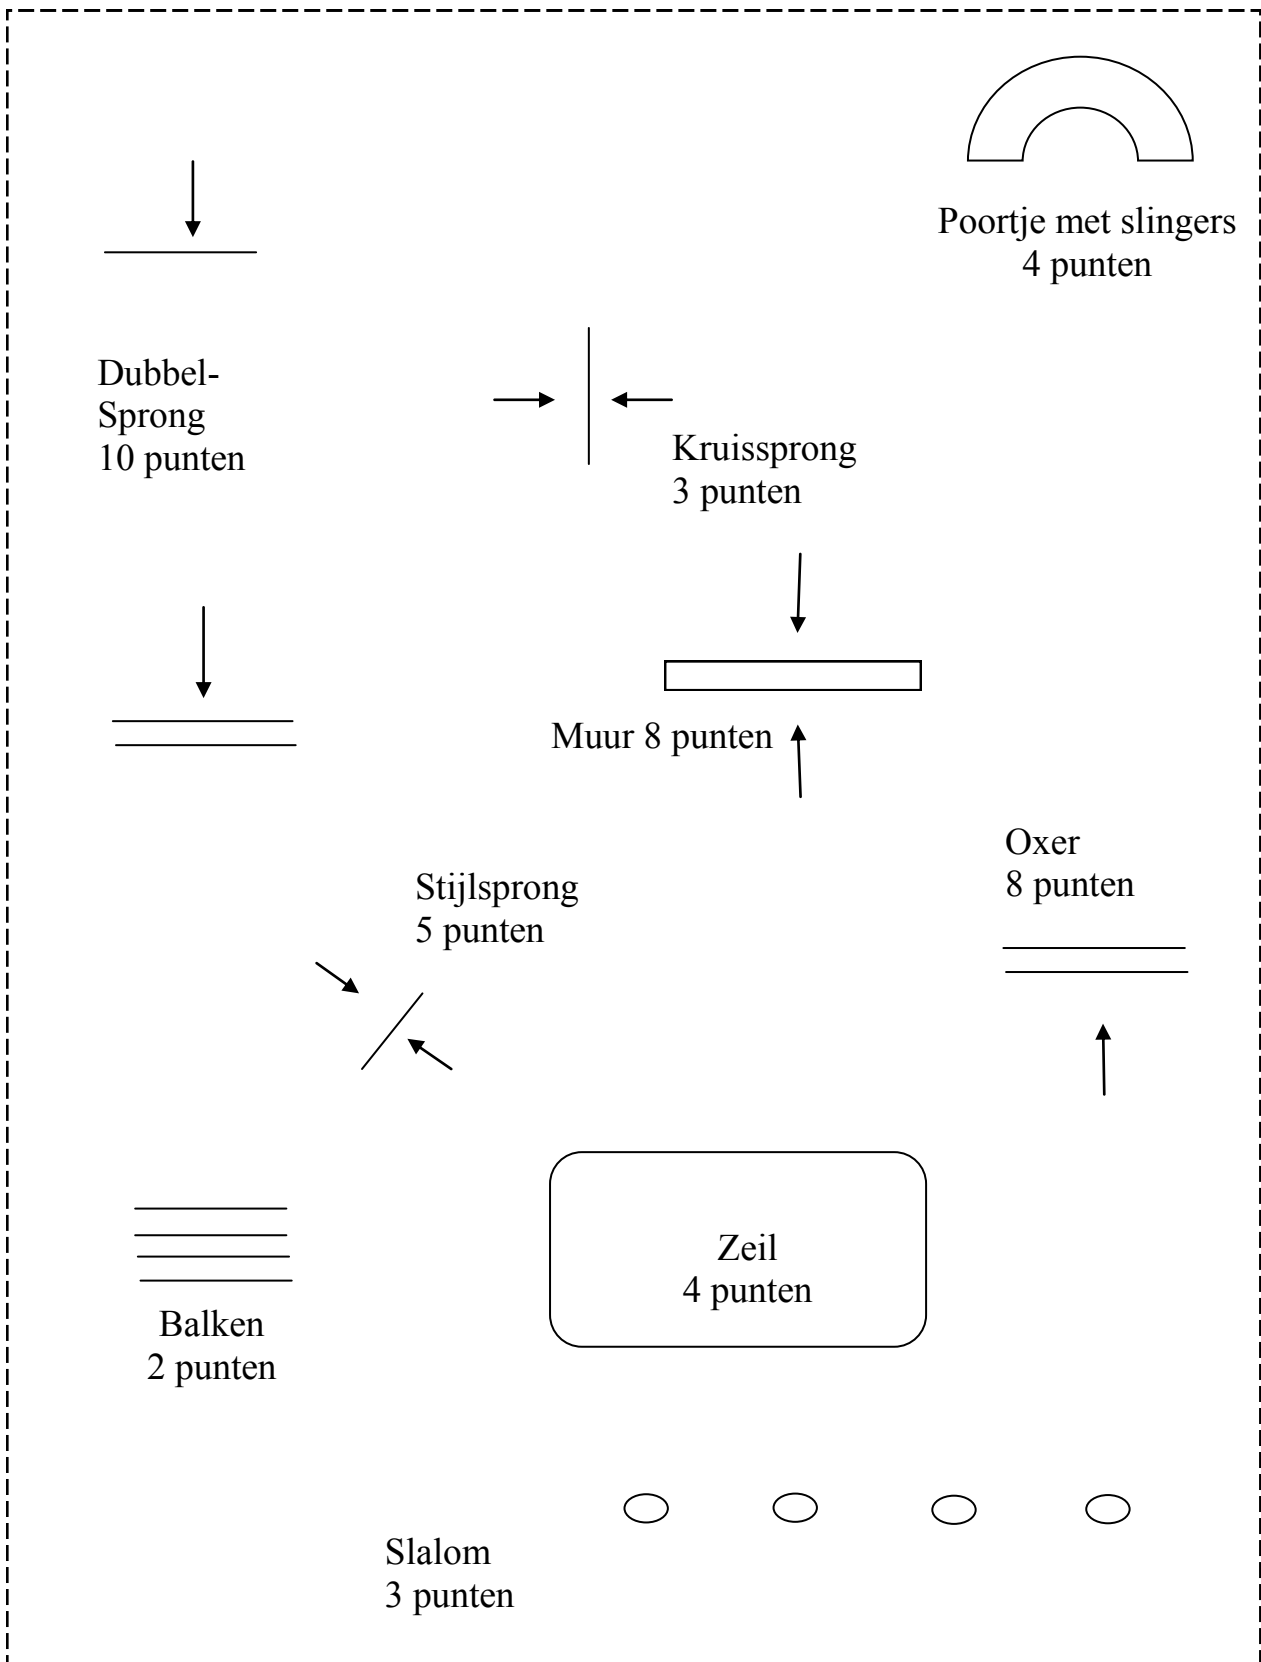 Poortje met slingers
4 punten
Dubbel-
Sprong
10 punten
Kruissprong
3 punten
Muur 8 punten
Oxer
8 punten
Stijlsprong
5 punten
Zeil
4 punten
Balken
2 punten
Slalom
3 punten